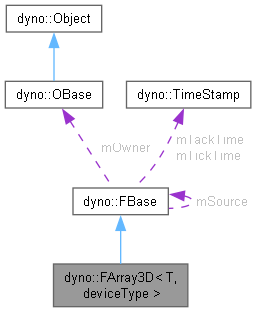 dyno::Object
dyno::OBase
dyno::TimeStamp
mOwner
mTackTime
mTickTime
dyno::FBase
mSource
dyno::FArray3D< T,
deviceType >